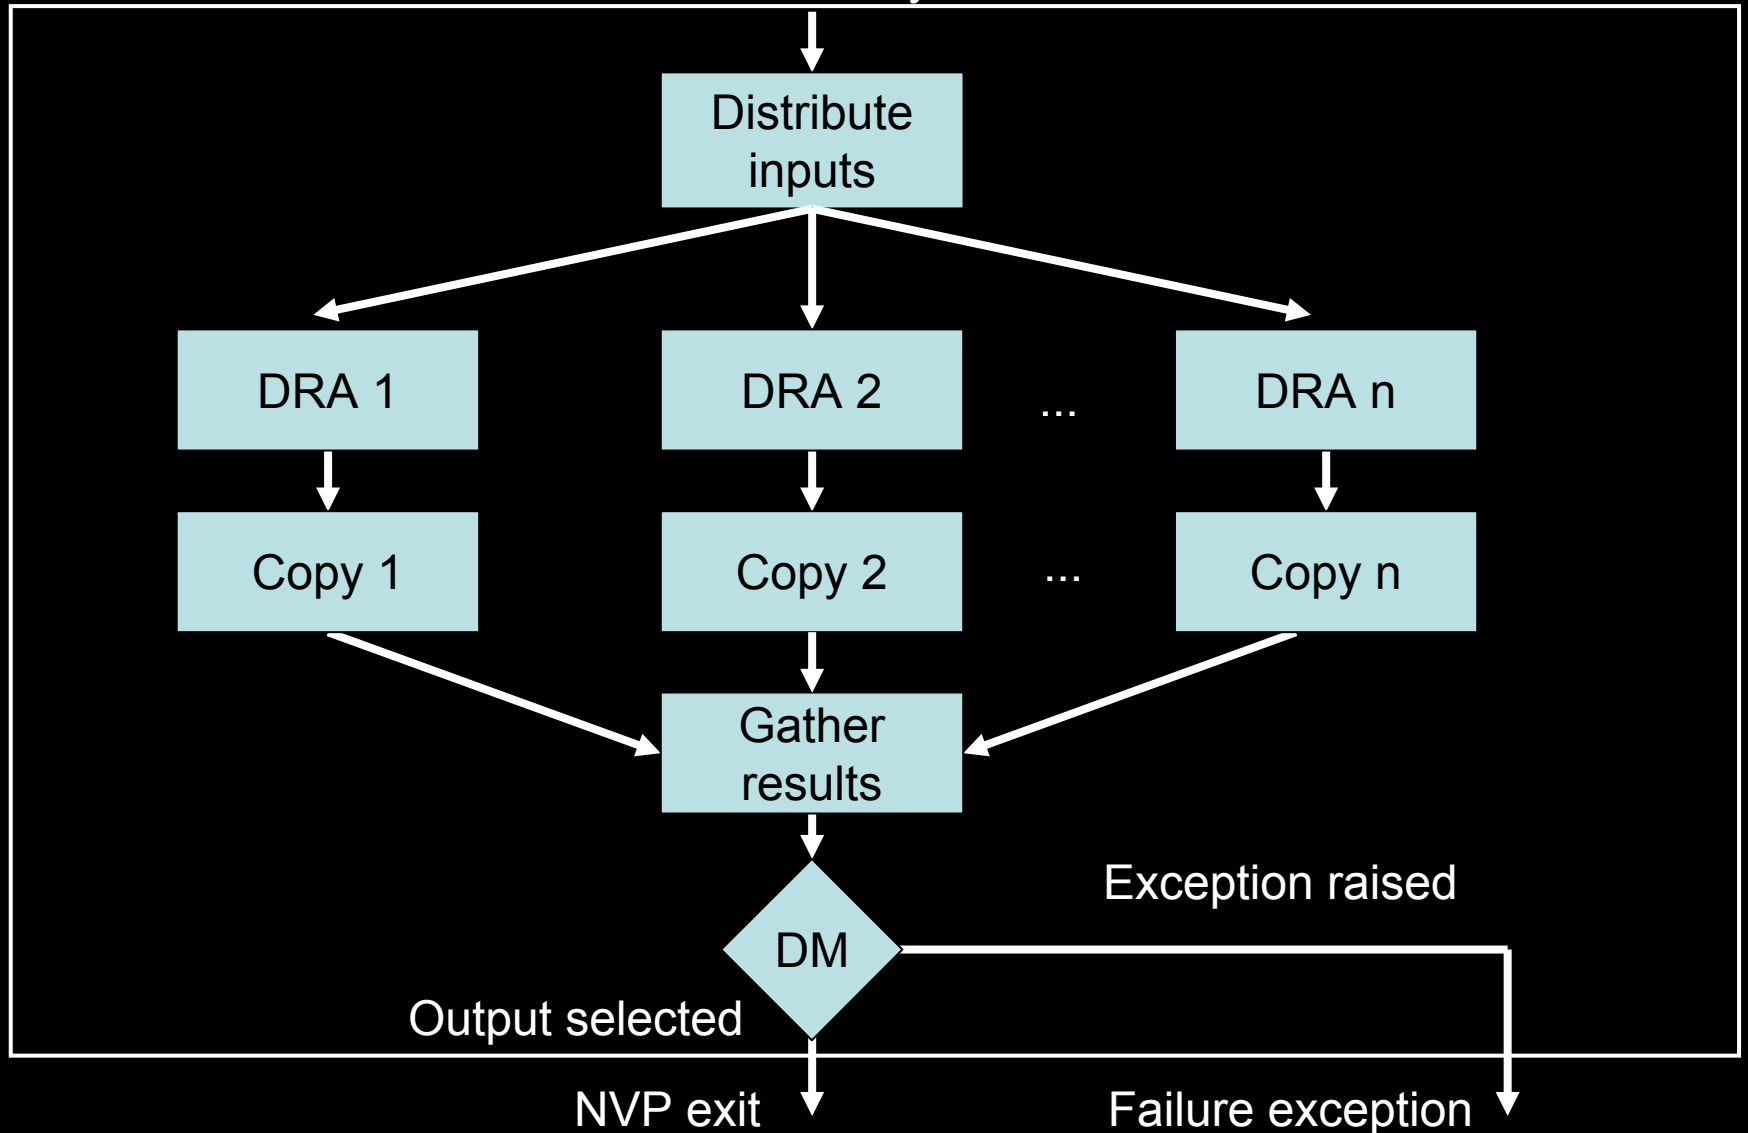 Distribute
inputs
DRA 1
DRA 2
...
DRA n
Copy 1
Copy 2
...
Copy n
Gather
results
Exception raised
DM
Output selected
NVP exit
Failure exception